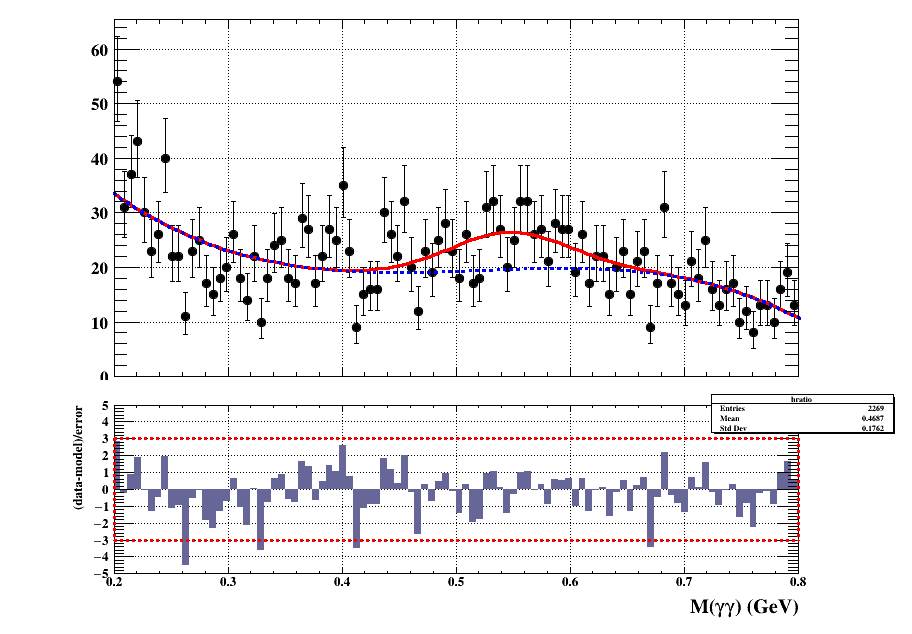 60
50
40
30
20
10
0
(data-model)/error
5
4
3
2
1
0
−1
−2
−3
−4
−5
hratio
Entries 2269
Mean 0.4687
Std Dev 0.1762
0.2 0.3 0.4 0.5 0.6 0.7 0.8
M(γγ) (GeV)